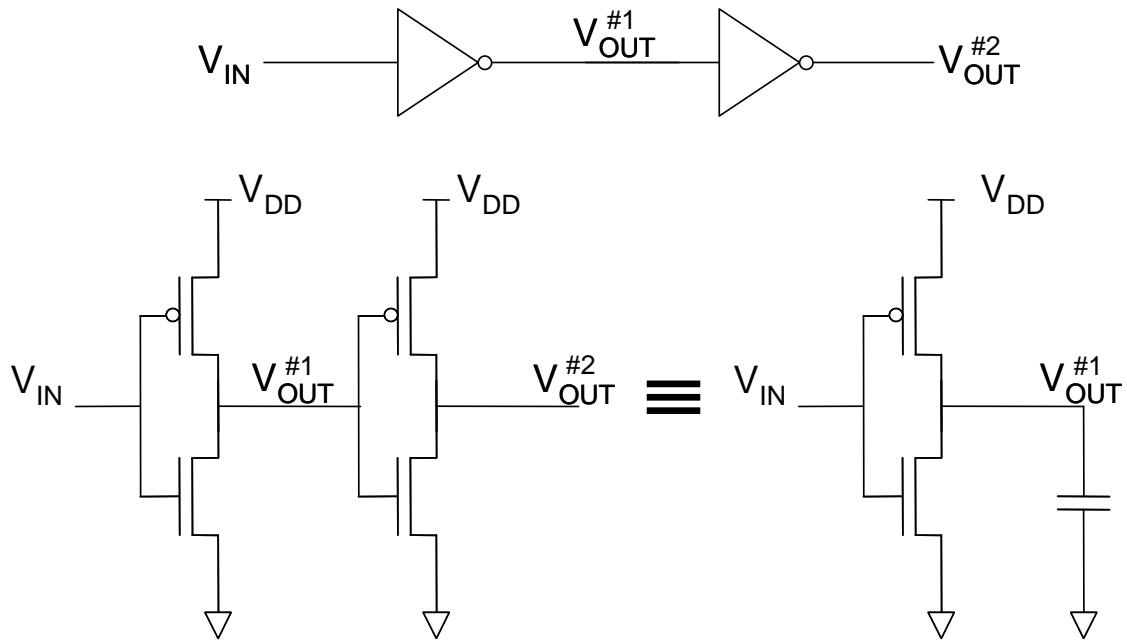 V_IN V_OUT^#1 V_OUT^#2
V_DD V_DD V_DD
V_IN V_OUT^#1 V_OUT^#2 ≡ V_IN V_OUT^#1